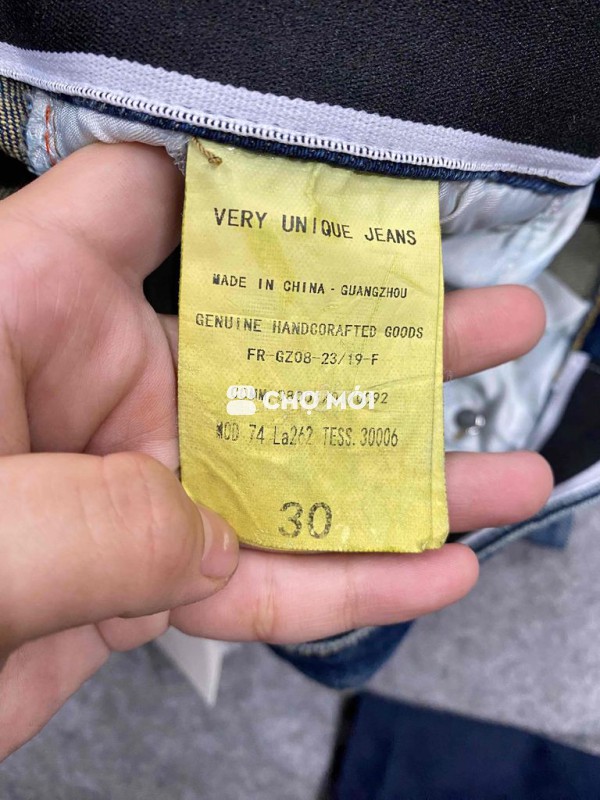 VERY UNIQUE JEANS
MADE IN CHINA - GUANGZHOU
GENUINE HANDCORAFTED GOODS
FR-GZ08-23/19-F
CHỢ MỚI
MOD 74 La262 TESS.30006
30